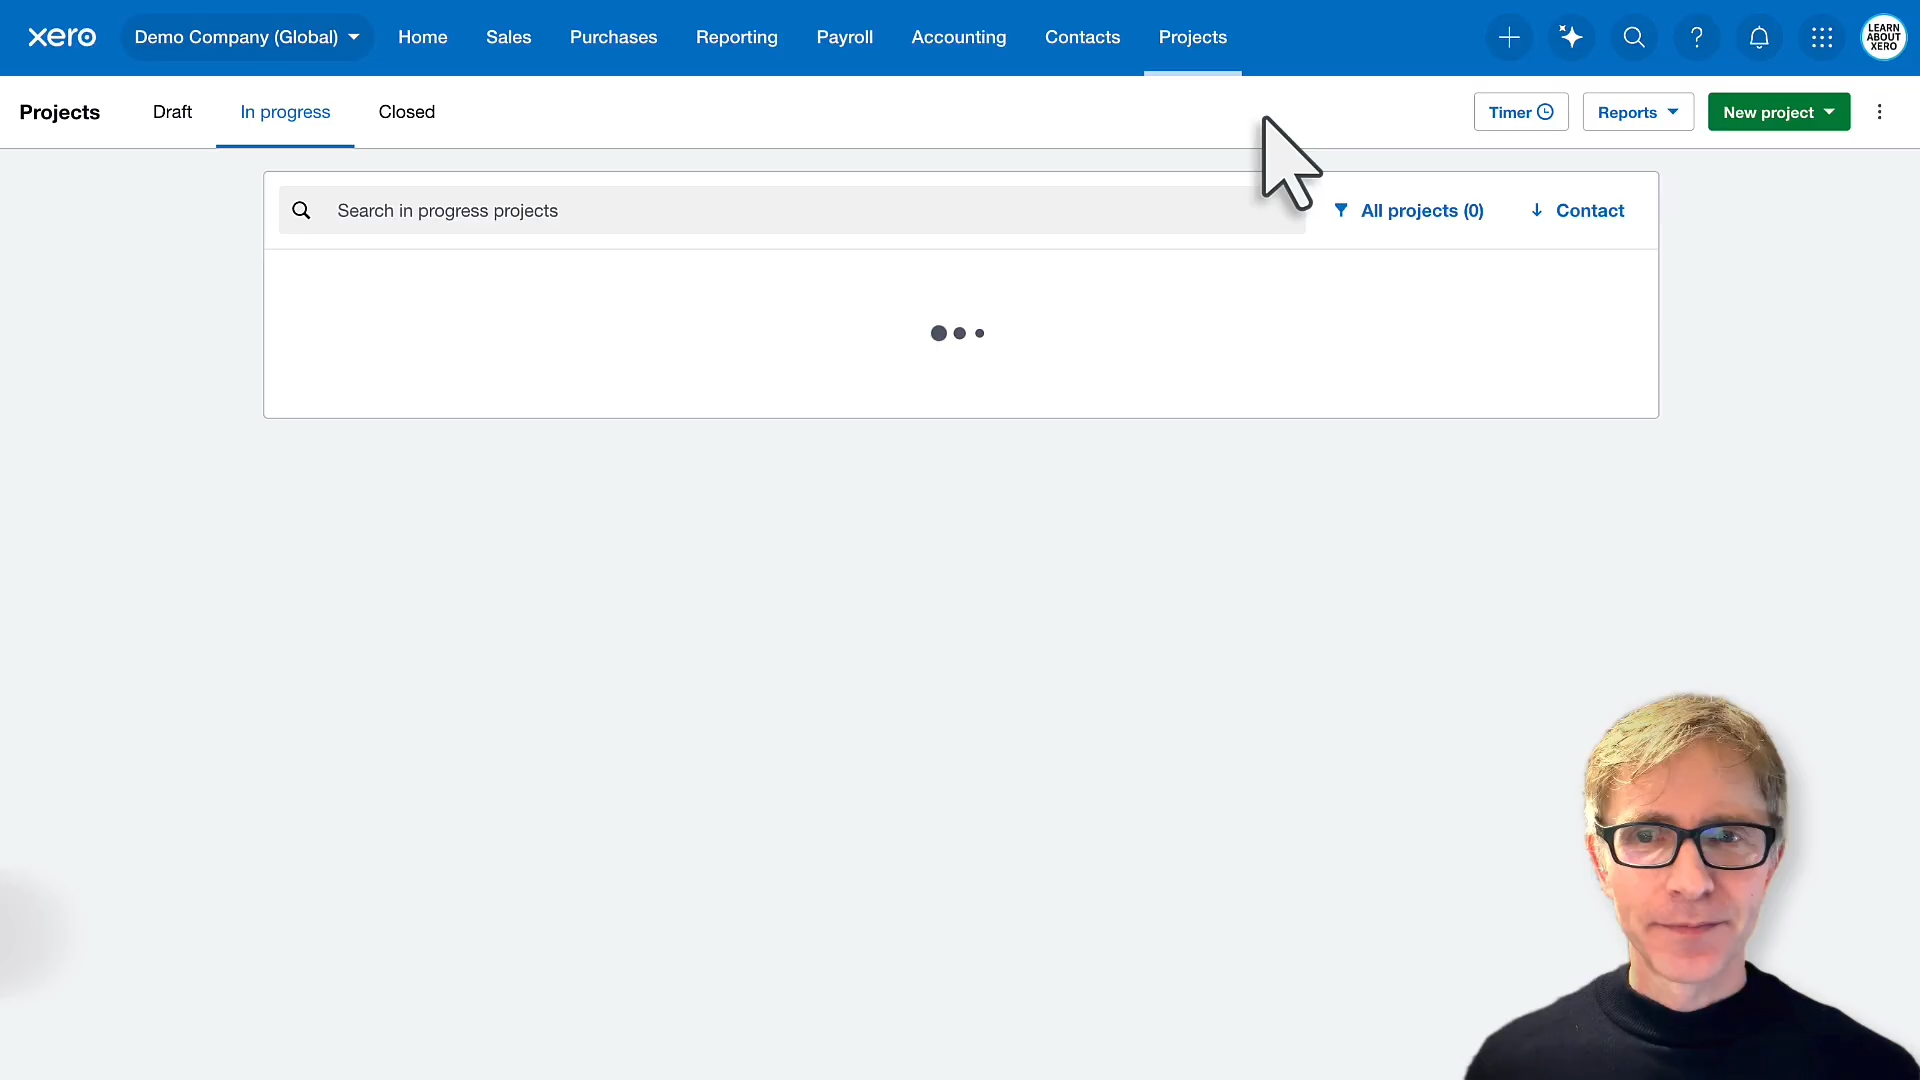 xero Demo Company (Global) Home Sales Purchases Reporting Payroll Accounting Contacts Projects
LEARN
ABOUT
XERO
Projects Draft In progress Closed Timer Reports New project
Search in progress projects All projects (0) Contact